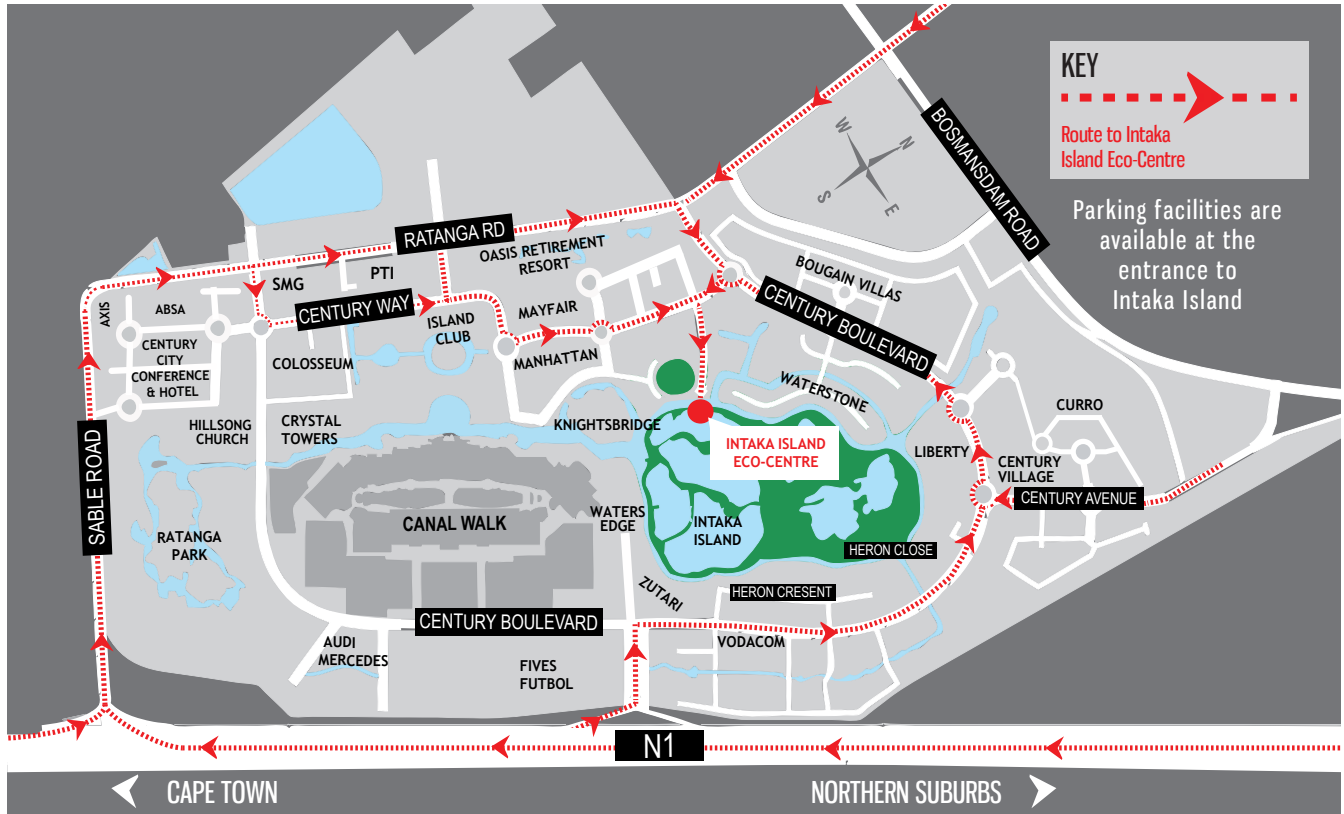 KEY
Route to Intaka
Island Eco-Centre
Parking facilities are
available at the
entrance to
Intaka Island
W
N
S
E
BOSMANSDAM ROAD
RATANGA RD
OASIS RETIREMENT
RESORT
SMG
PTI
AXIS
ABSA
CENTURY WAY
ISLAND
CLUB
MAYFAIR
MANHATTAN
BOUGAIN VILLAS
CENTURY BOULEVARD
CENTURY
CITY
CONFERENCE
& HOTEL
COLOSSEUM
HILLSONG
CHURCH
CRYSTAL
TOWERS
KNIGHTSBRIDGE
WATERSTONE
INTAKA ISLAND
ECO-CENTRE
LIBERTY
CURRO
CENTURY
VILLAGE
CENTURY AVENUE
SABLE ROAD
RATANGA
PARK
CANAL WALK
WATERS
EDGE
INTAKA
ISLAND
HERON CLOSE
HERON CRESENT
ZUTARI
CENTURY BOULEVARD
VODACOM
AUDI
MERCEDES
FIVES
FUTBOL
N1
CAPE TOWN
NORTHERN SUBURBS